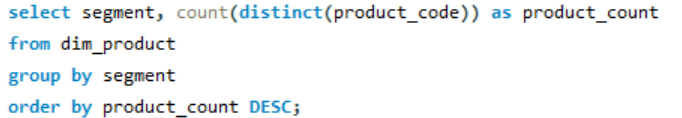 select segment, count(distinct(product_code)) as product_count
from dim_product
group by segment
order by product_count DESC;